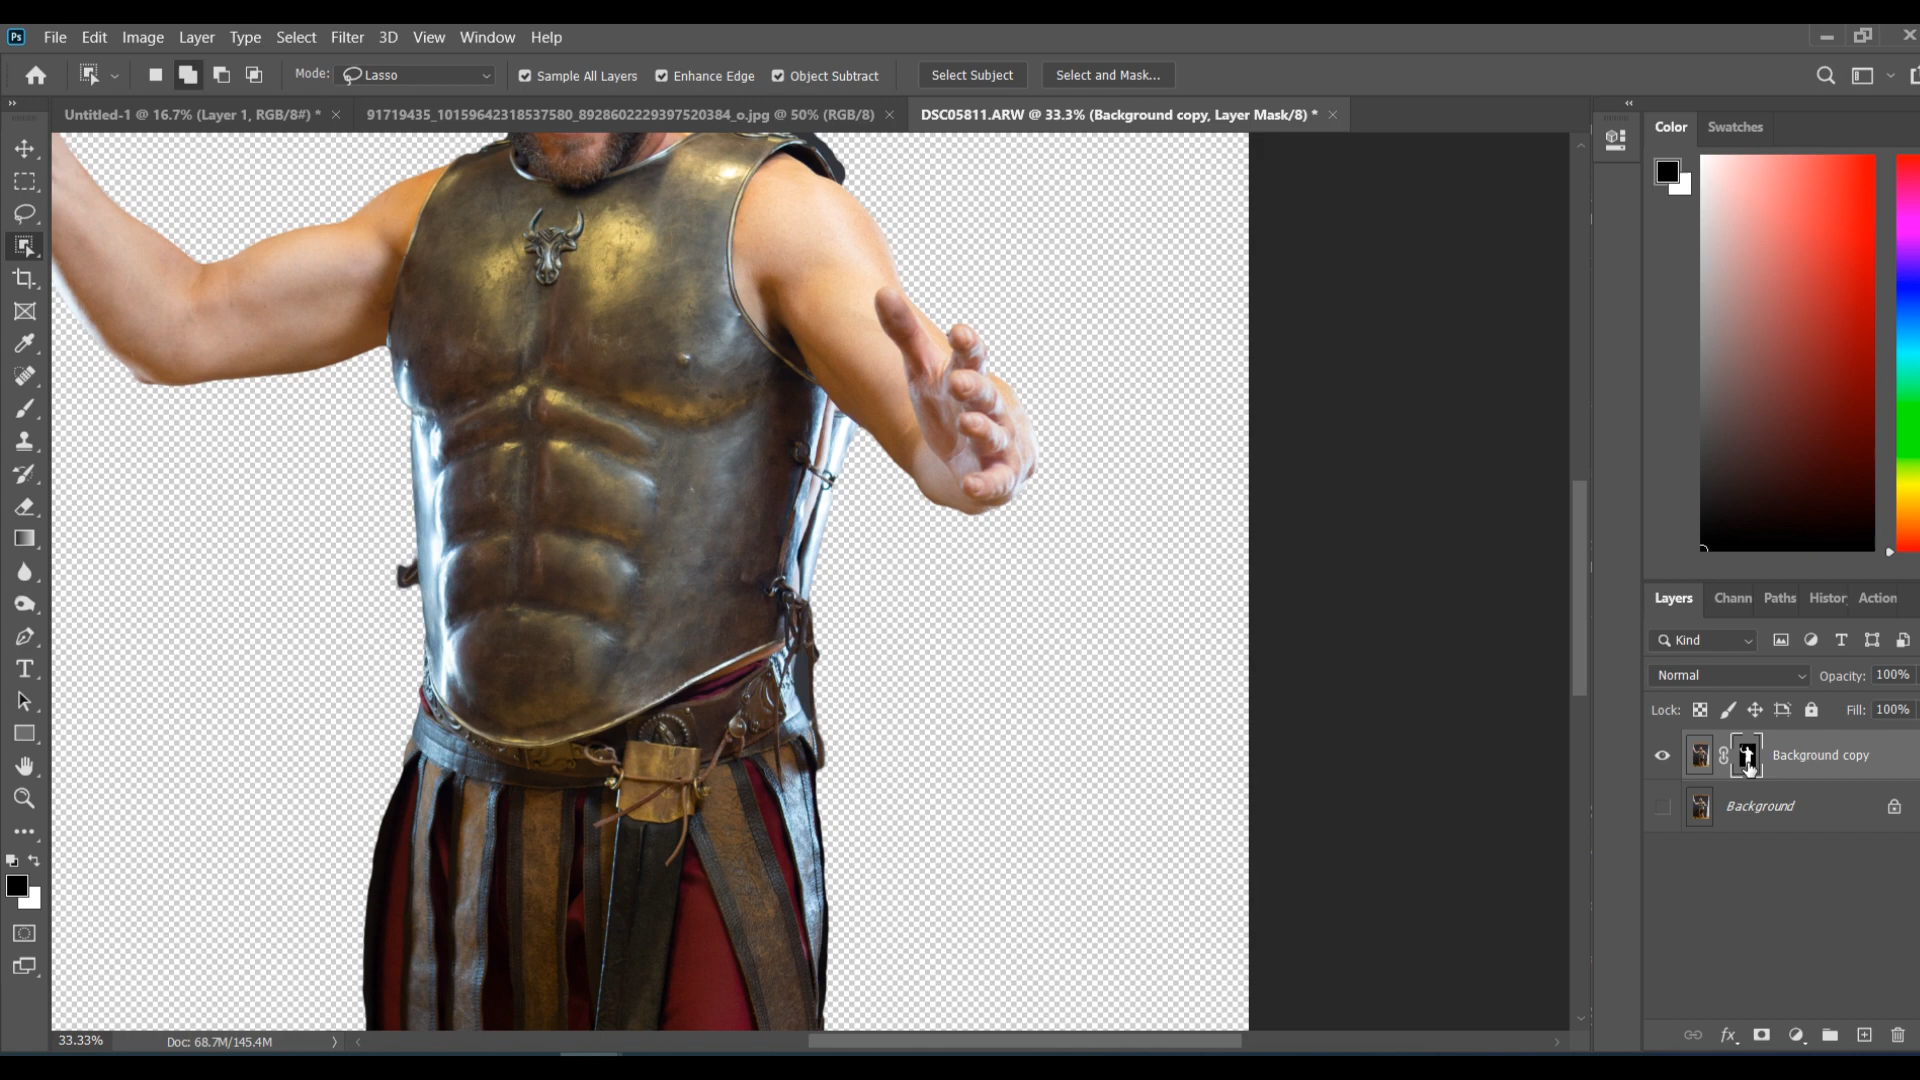 Ps File Edit Image Layer Type Select Filter 3D View Window Help
Mode: Lasso Sample All Layers Enhance Edge Object Subtract Select Subject Select and Mask...
Untitled-1 @ 16.7% (Layer 1, RGB/8#) * × 91719435_10159642318537580_8928602229397520384_o.jpg @ 50% (RGB/8) × DSC05811.ARW @ 33.3% (Background copy, Layer Mask/8) * ×
Color Swatches
Layers Chann Paths Histor Action
Kind
Normal Opacity: 100%
Lock: Fill: 100%
Background copy
Background
fx
33.33% Doc: 68.7M/145.4M